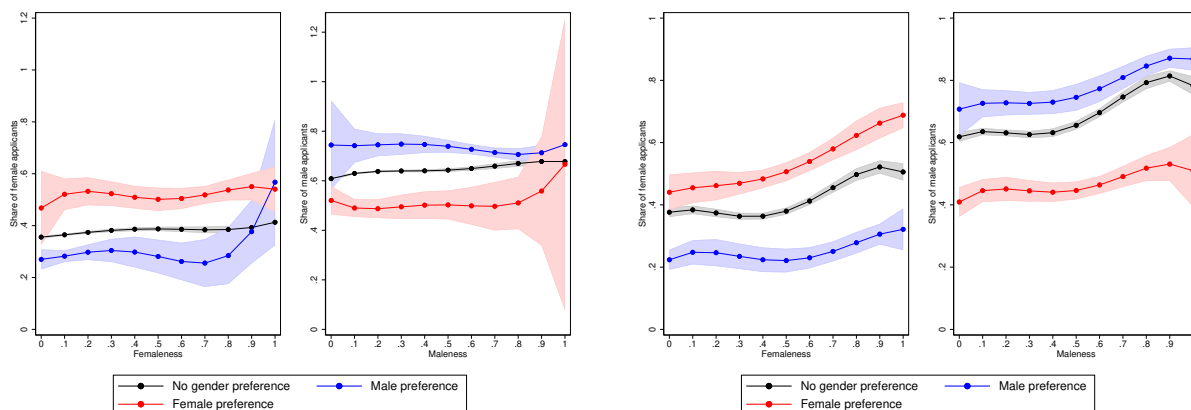 Share of female applicants
0 .2 .4 .6 .8 1 1.2
0 .1 .2 .3 .4 .5 .6 .7 .8 .9 1
Femaleness
Share of male applicants
0 .2 .4 .6 .8 1 1.2
0 .1 .2 .3 .4 .5 .6 .7 .8 .9 1
Maleness
No gender preference Male preference
Female preference
Share of female applicants
0 .2 .4 .6 .8 1
0 .1 .2 .3 .4 .5 .6 .7 .8 .9 1
Femaleness
Share of male applicants
0 .2 .4 .6 .8 1
0 .1 .2 .3 .4 .5 .6 .7 .8 .9 1
Maleness
No gender preference Male preference
Female preference